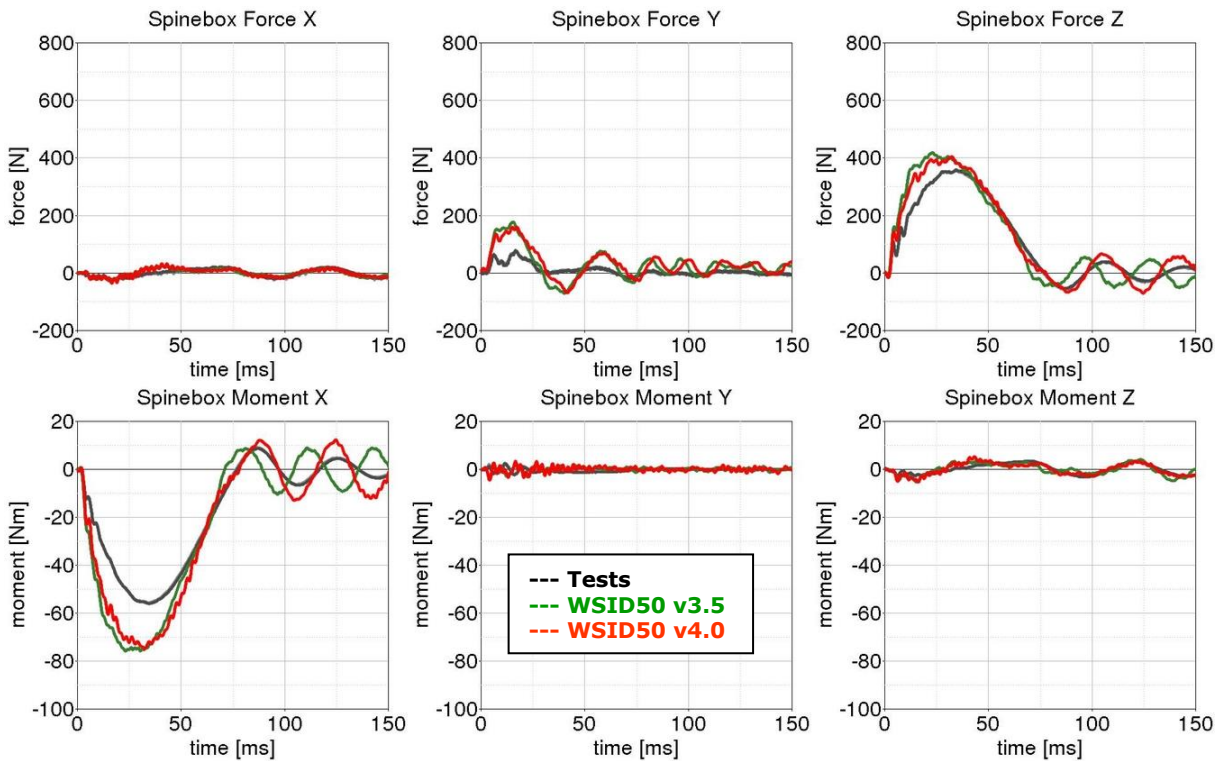 Spinebox Force X
Spinebox Force Y
Spinebox Force Z
800
600
400
200
0
-200
force [N]
0 50 100 150
time [ms]
800
600
400
200
0
-200
force [N]
0 50 100 150
time [ms]
800
600
400
200
0
-200
force [N]
0 50 100 150
time [ms]
Spinebox Moment X
Spinebox Moment Y
Spinebox Moment Z
20
0
-20
-40
-60
-80
-100
moment [Nm]
0 50 100 150
time [ms]
20
0
-20
-40
-60
-80
-100
moment [Nm]
0 50 100 150
time [ms]
--- Tests
--- WSID50 v3.5
--- WSID50 v4.0
20
0
-20
-40
-60
-80
-100
moment [Nm]
0 50 100 150
time [ms]